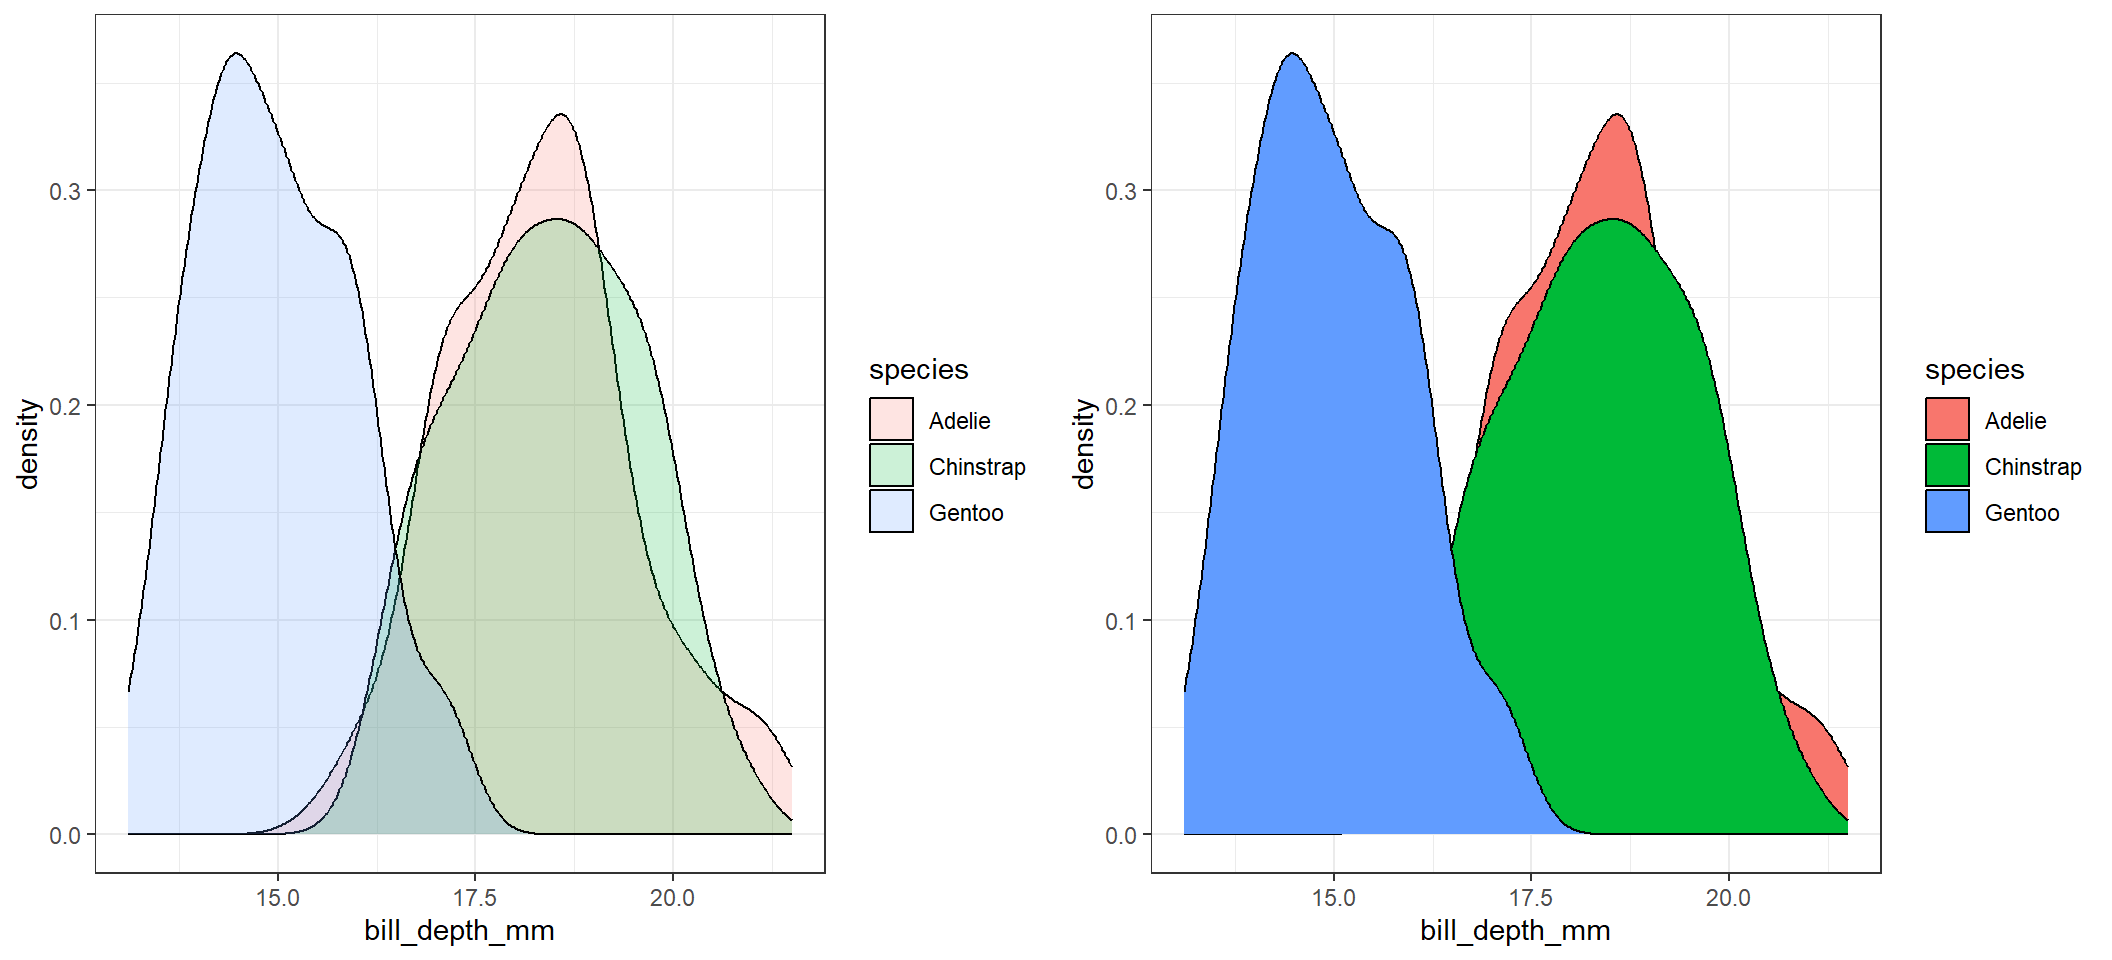 density
0.3
0.2
0.1
0.0
15.0 17.5 20.0
bill_depth_mm
species
Adelie
Chinstrap
Gentoo
density
0.3
0.2
0.1
0.0
15.0 17.5 20.0
bill_depth_mm
species
Adelie
Chinstrap
Gentoo